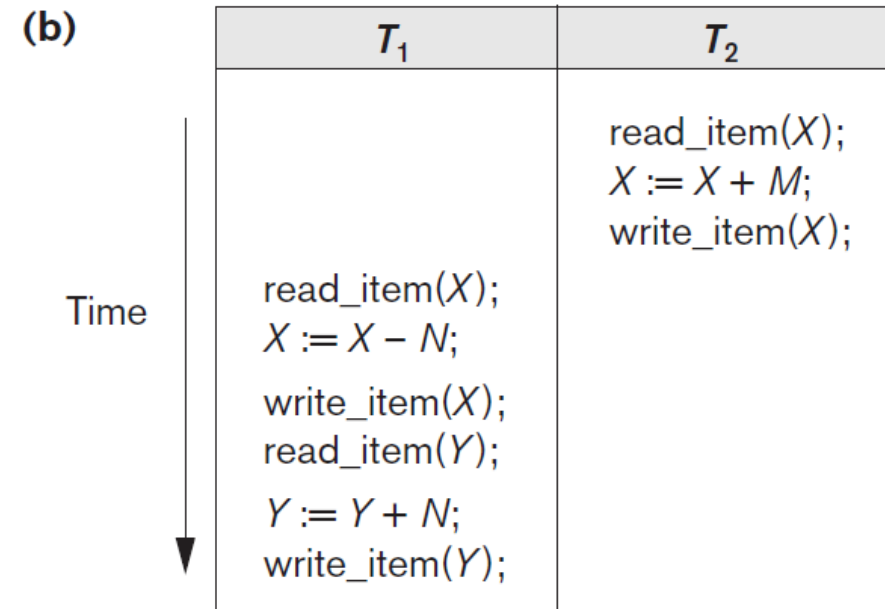 (b)
T₁ T₂
read_item(X);
X := X + M;
write_item(X);
Time
read_item(X);
X := X – N;
write_item(X);
read_item(Y);
Y := Y + N;
write_item(Y);